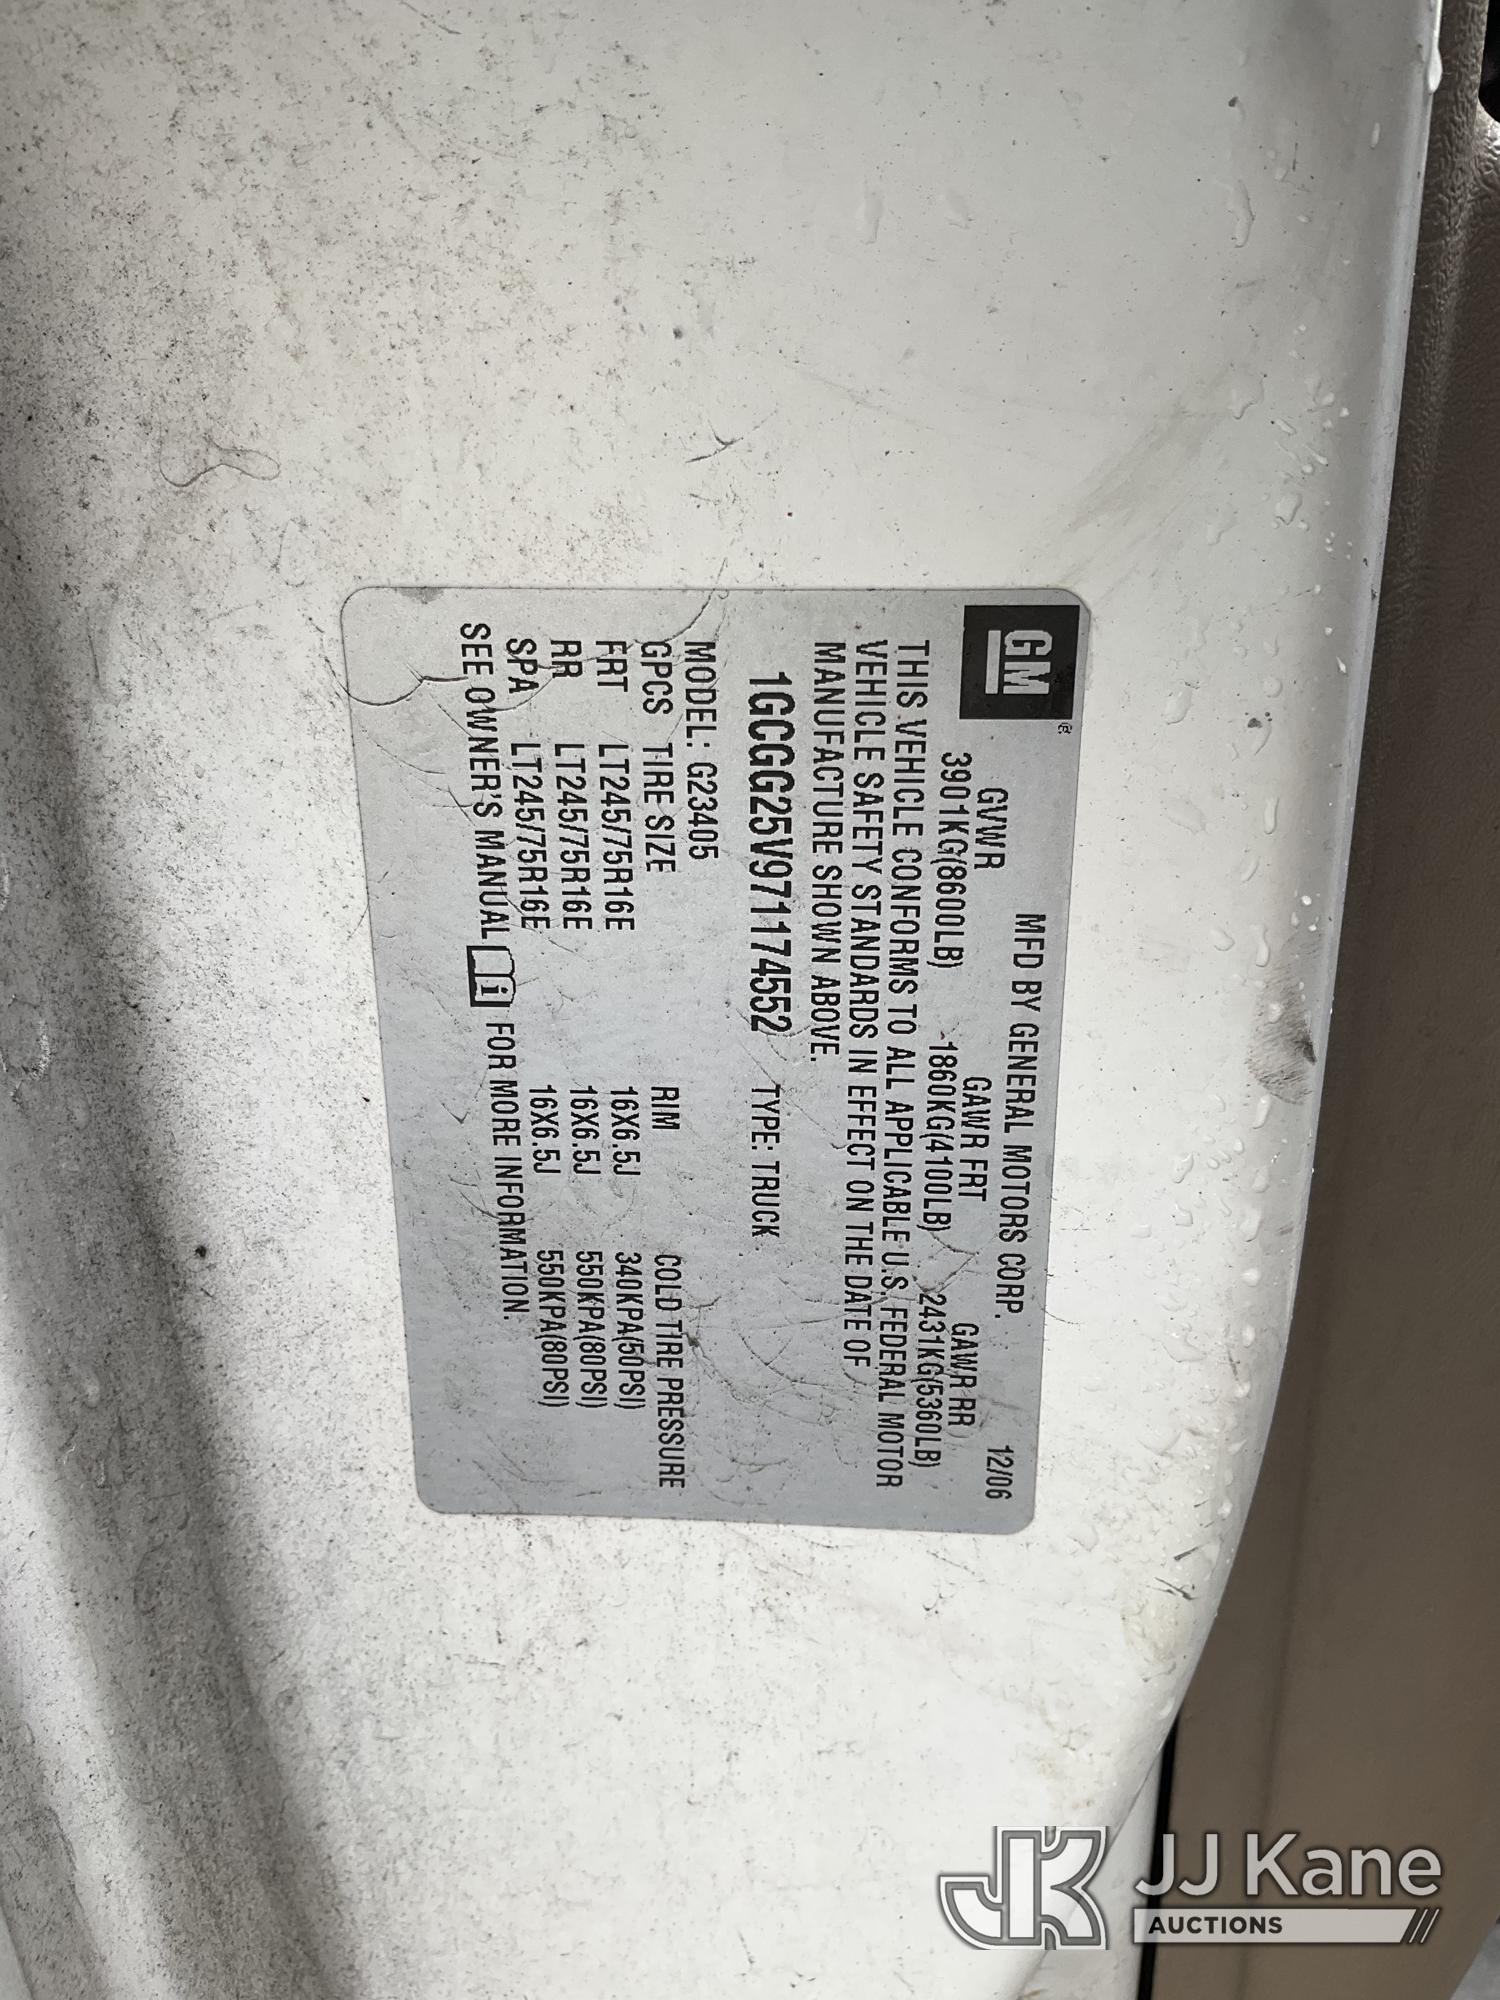 GM®
MFD BY GENERAL MOTORS CORP. 12/06
GVWR GAWR FRT GAWR RR
3901KG(8600LB) 1860KG(4100LB) 2431KG(5360LB)
THIS VEHICLE CONFORMS TO ALL APPLICABLE U.S. FEDERAL MOTOR
VEHICLE SAFETY STANDARDS IN EFFECT ON THE DATE OF
MANUFACTURE SHOWN ABOVE.
1GCGG25V971174552 TYPE: TRUCK
MODEL: G23405
GPCS TIRE SIZE RIM COLD TIRE PRESSURE
FRT LT245/75R16E 16X6.5J 340KPA(50PSI)
RR LT245/75R16E 16X6.5J 550KPA(80PSI)
SPA LT245/75R16E 16X6.5J 550KPA(80PSI)
SEE OWNER'S MANUAL i FOR MORE INFORMATION.
JK JJ Kane
AUCTIONS